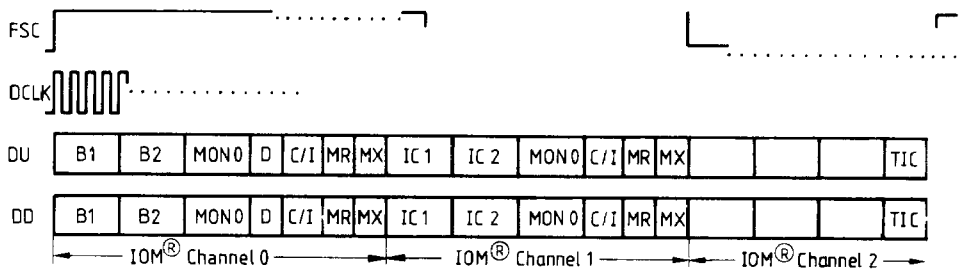 FSC
DCLK
DU B1 B2 MON0 D C/I MR MX IC1 IC2 MON0 C/I MR MX TIC
DD B1 B2 MON0 D C/I MR MX IC1 IC2 MON0 C/I MR MX TIC
IOM® Channel 0 IOM® Channel 1 IOM® Channel 2